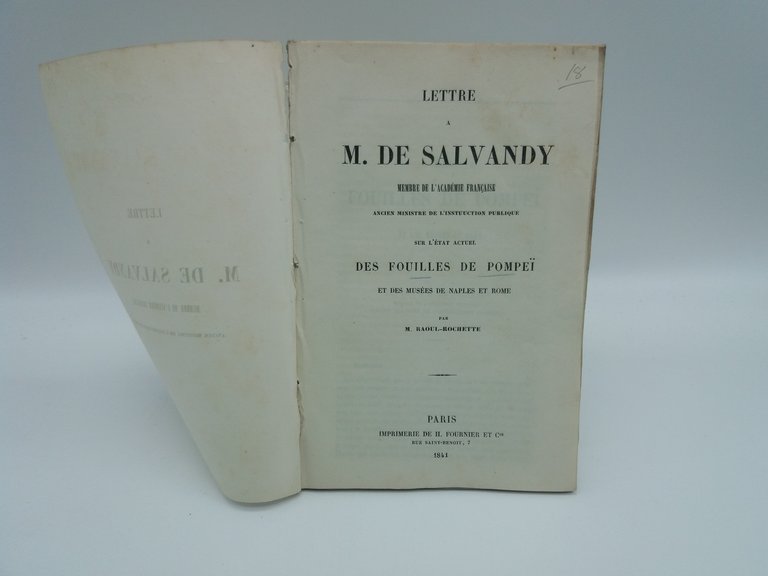 18
LETTRE
A
M. DE SALVANDY
MEMBRE DE L'ACADÉMIE FRANÇAISE
ANCIEN MINISTRE DE L'INSTUUCTION PUBLIQUE
SUR L'ÉTAT ACTUEL
DES FOUILLES DE POMPEÏ
ET DES MUSÉES DE NAPLES ET ROME
PAR
M. RAOUL-ROCHETTE
PARIS
IMPRIMERIE DE H. FOURNIER ET Cie
RUE SAINT-BENOIT, 7
1841